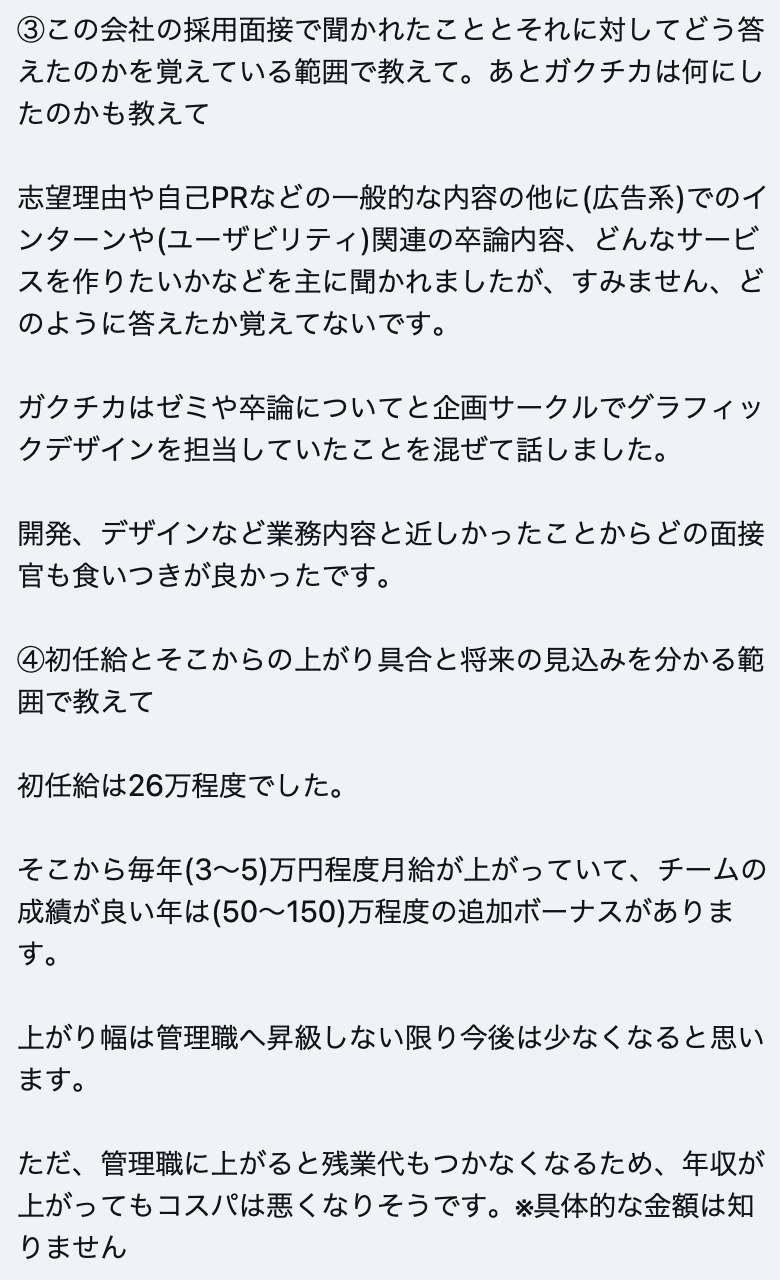 ③この会社の採用面接で聞かれたこととそれに対してどう答
えたのかを覚えている範囲で教えて。あとガクチカは何にし
たのかも教えて
志望理由や自己PRなどの一般的な内容の他に(広告系)でのイ
ンターンや(ユーザビリティ)関連の卒論内容、どんなサービ
スを作りたいかなどを主に聞かれましたが、すみません、ど
のように答えたか覚えてないです。
ガクチカはゼミや卒論についてと企画サークルでグラフィッ
クデザインを担当していたことを混ぜて話しました。
開発、デザインなど業務内容と近しかったことからどの面接
官も食いつきが良かったです。
④初任給とそこからの上がり具合と将来の見込みを分かる範
囲で教えて
初任給は26万程度でした。
そこから毎年(3〜5)万円程度月給が上がっていて、チームの
成績が良い年は(50〜150)万程度の追加ボーナスがありま
す。
上がり幅は管理職へ昇級しない限り今後は少なくなると思い
ます。
ただ、管理職に上がると残業代もつかなくなるため、年収が
上がってもコスパは悪くなりそうです。※具体的な金額は知
りません